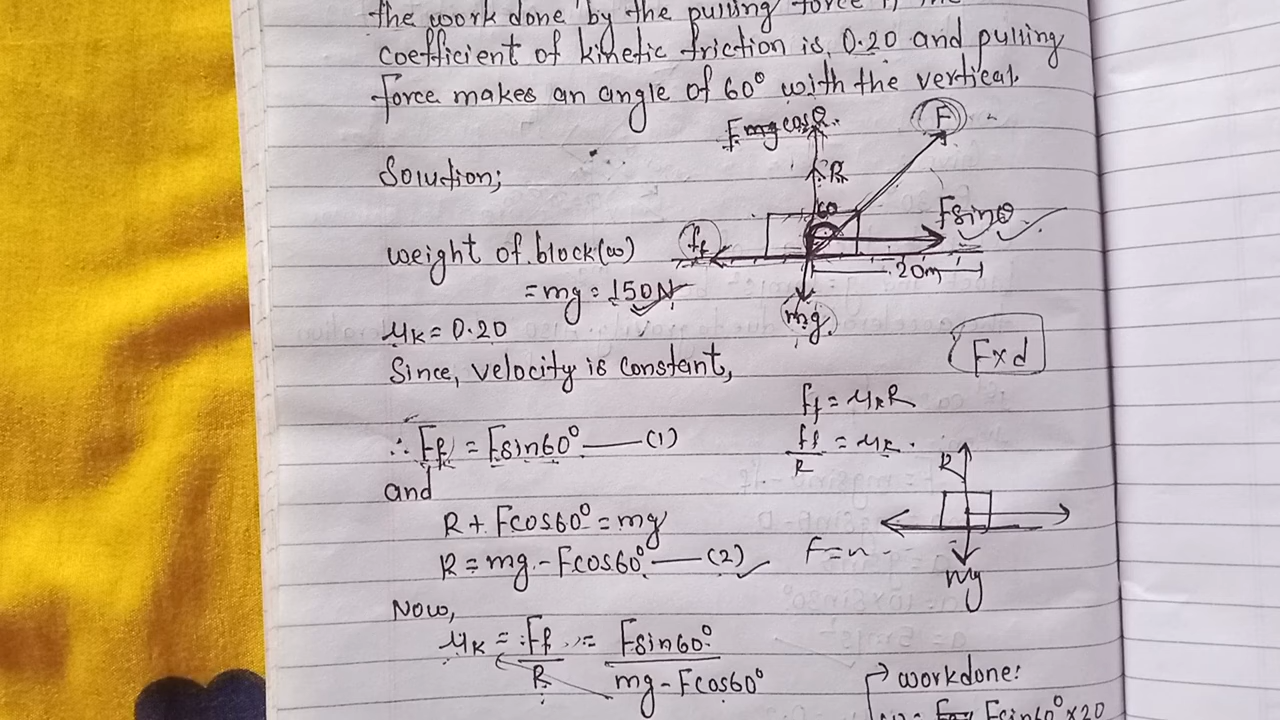 the work done by the pulling force if the
coefficient of kinetic friction is 0.20 and pulling
force makes an angle of 60° with the vertical.
Fmgcosθ
F
Solution;
R
60
Fsinθ
ff
weight of block(ω)
20m
= mg = 150N
mg
μK = 0.20
F×d
Since, velocity is constant,
ff = μKR
∴ Ff = Fsin60° — (1)
ff/R = μK
R
and
R + Fcos60° = mg
R = mg - Fcos60° — (2)
F=n
mg
Now,
μK = Ff/R = Fsin60°/mg - Fcos60°
→ workdone:
Fsin60°×20